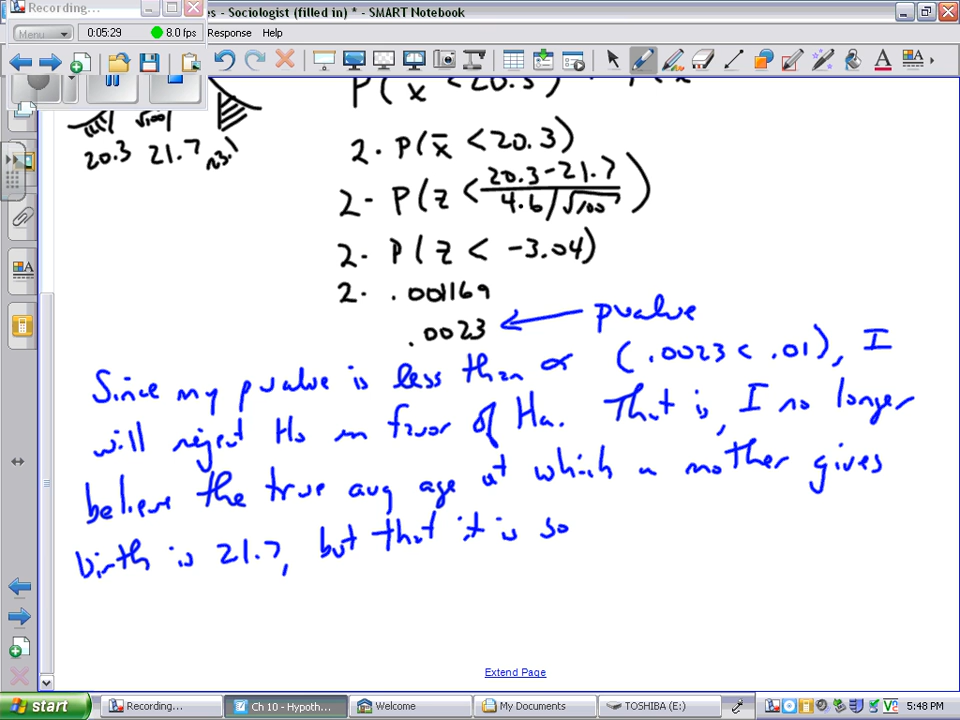 Recording...
s - Sociologist (filled in) * - SMART Notebook
Menu
0:05:29
8.0 fps
Response
Help
P( x̄ < 20.3 )
√100
20.3 21.7 23.1
2· P( x̄ < 20.3 )
2· P( z < (20.3-21.7)/(4.6/√100) )
2· P( z < -3.04 )
2· .001169
.0023 ← pvalue
Since my pvalue is less than α (.0023 < .01), I
will reject Ho in favor of Ha. That is, I no longer
believe the true avg age at which a mother gives
birth is 21.7, but that it is so
Extend Page
start
Recording...
Ch 10 - Hypoth...
Welcome
My Documents
TOSHIBA (E:)
5:48 PM